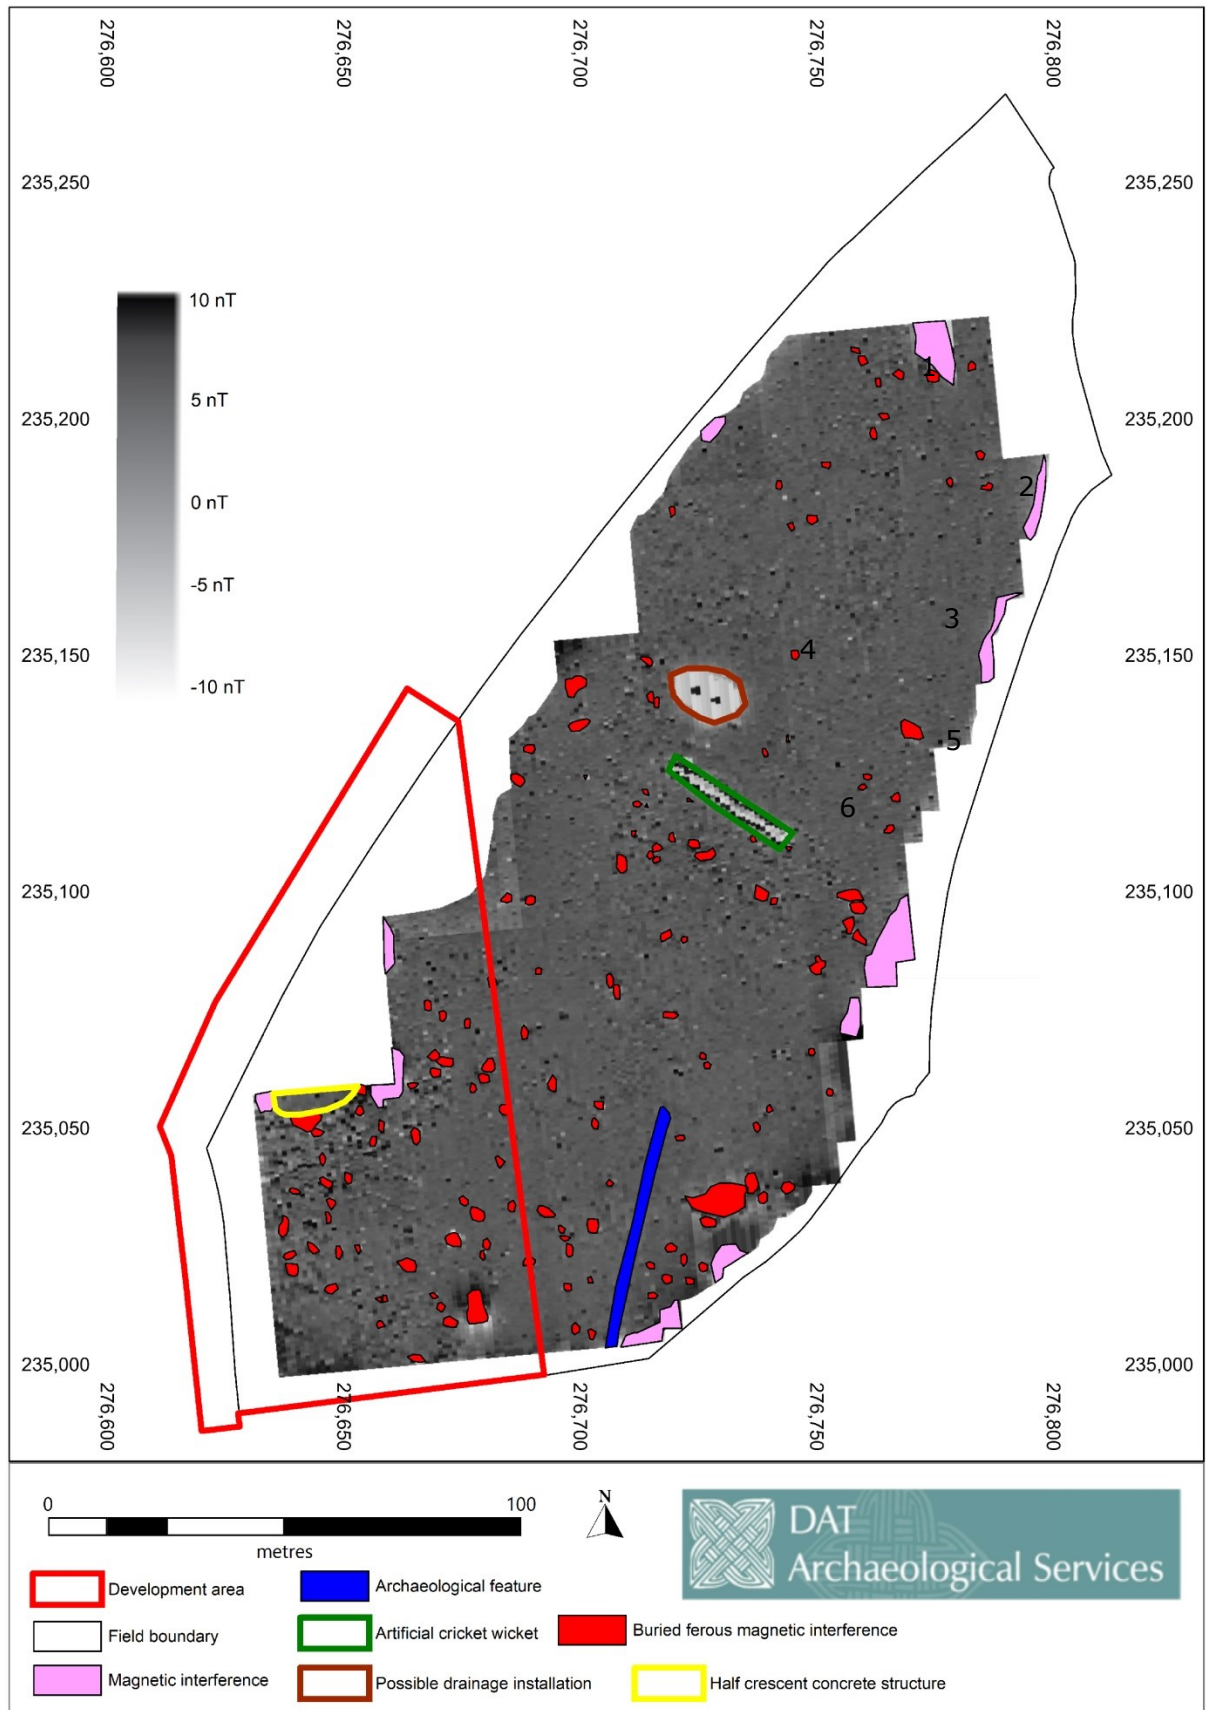 276,600
276,650
276,700
276,750
276,800
235,250
235,250
10 nT
5 nT
0 nT
-5 nT
-10 nT
1
235,200
235,200
2
3
4
235,150
235,150
5
6
235,100
235,100
235,050
235,050
235,000
235,000
276,600
276,650
276,700
276,750
276,800
0
100
metres
N
DAT
Archaeological Services
Development area
Archaeological feature
Field boundary
Artificial cricket wicket
Buried ferous magnetic interference
Magnetic interference
Possible drainage installation
Half crescent concrete structure